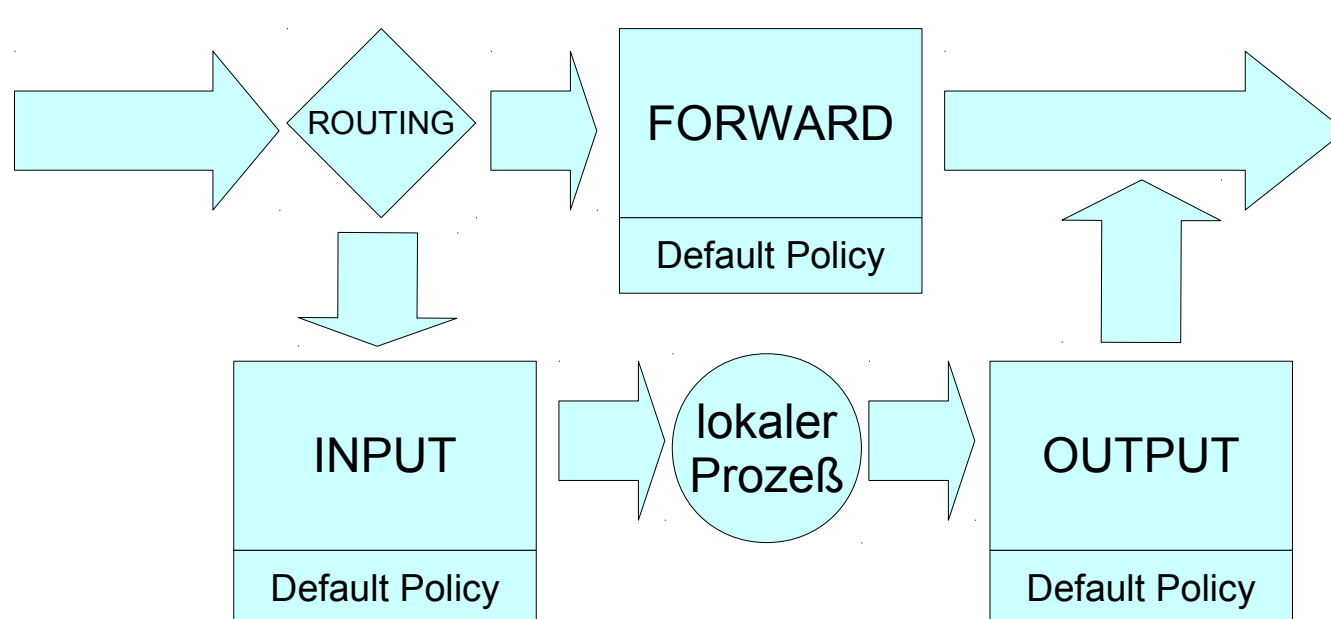 ROUTING
FORWARD
Default Policy
INPUT
Default Policy
lokaler
Prozeß
OUTPUT
Default Policy